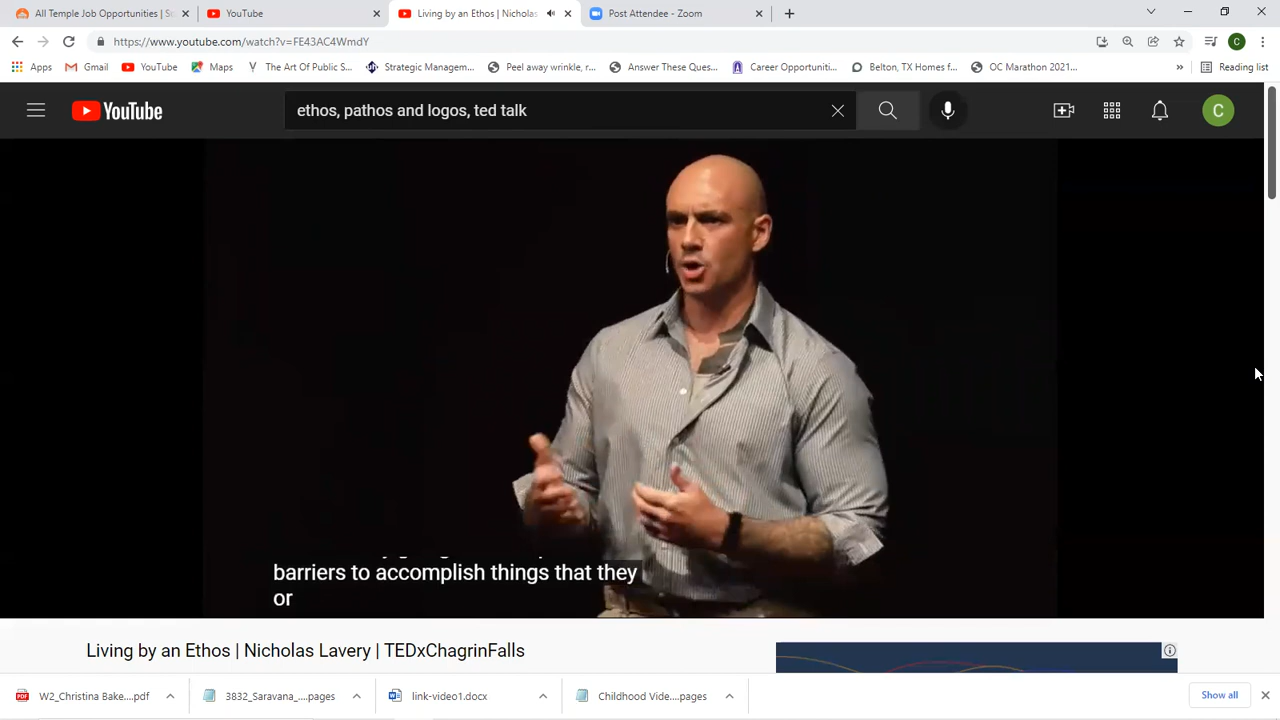 All Temple Job Opportunities | Sn
YouTube
Living by an Ethos | Nicholas
Post Attendee - Zoom
https://www.youtube.com/watch?v=FE43AC4WmdY
Apps
Gmail
YouTube
Maps
The Art Of Public S...
Strategic Managem...
Peel away wrinkle, r...
Answer These Que...
Career Opportuniti...
Belton, TX Homes f...
OC Marathon 2021...
»
Reading list
YouTube
ethos, pathos and logos, ted talk
C
barriers to accomplish things that they
or
Living by an Ethos | Nicholas Lavery | TEDxChagrinFalls
W2_Christina Bake....pdf
3832_Saravana_....pages
link-video1.docx
Childhood Vide....pages
Show all